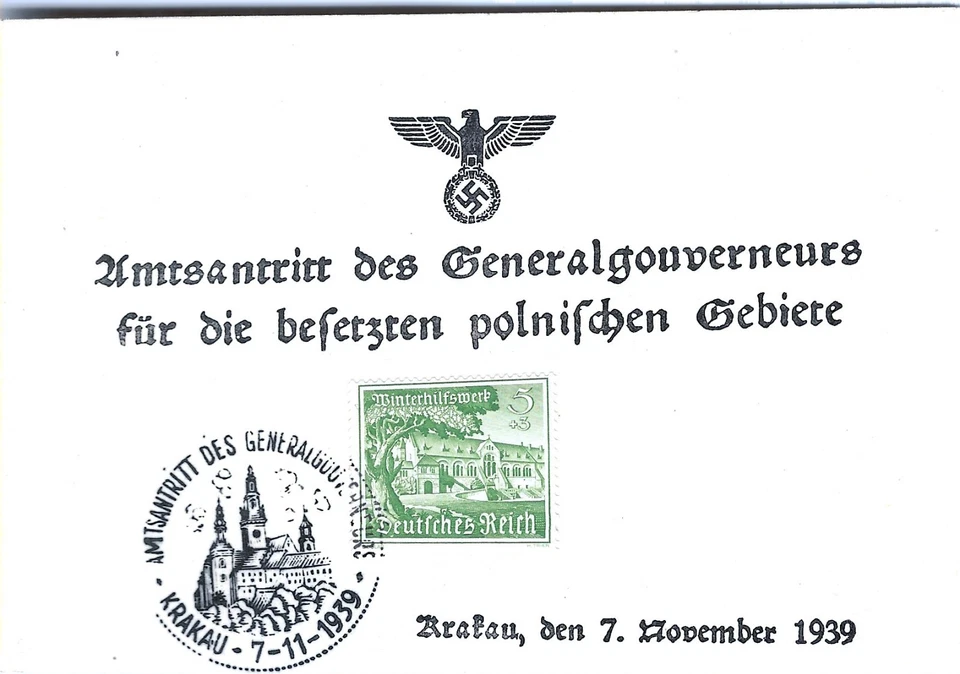 Amtsantritt des Generalgouverneurs
für die besetzten polnischen Gebiete
Winterhilfswerk 5
+3
Deutsches Reich
AMTSANTRITT DES GENERALGOUVERNEURS
KRAKAU • 7-11-1939
Krakau, den 7. November 1939